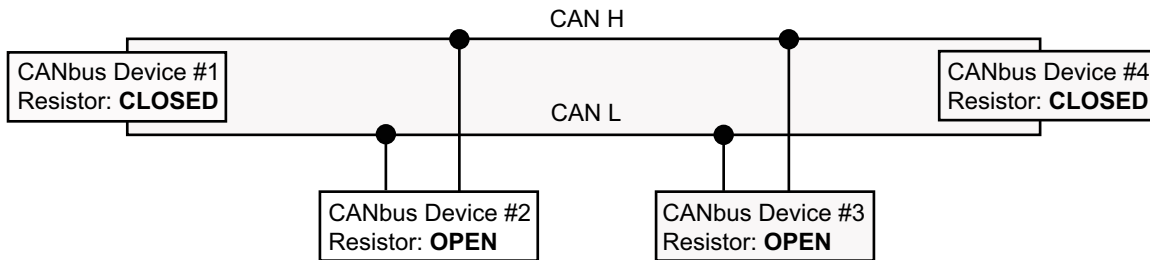 CAN H
CANbus Device #1
Resistor: CLOSED
CANbus Device #4
Resistor: CLOSED
CAN L
CANbus Device #2
Resistor: OPEN
CANbus Device #3
Resistor: OPEN